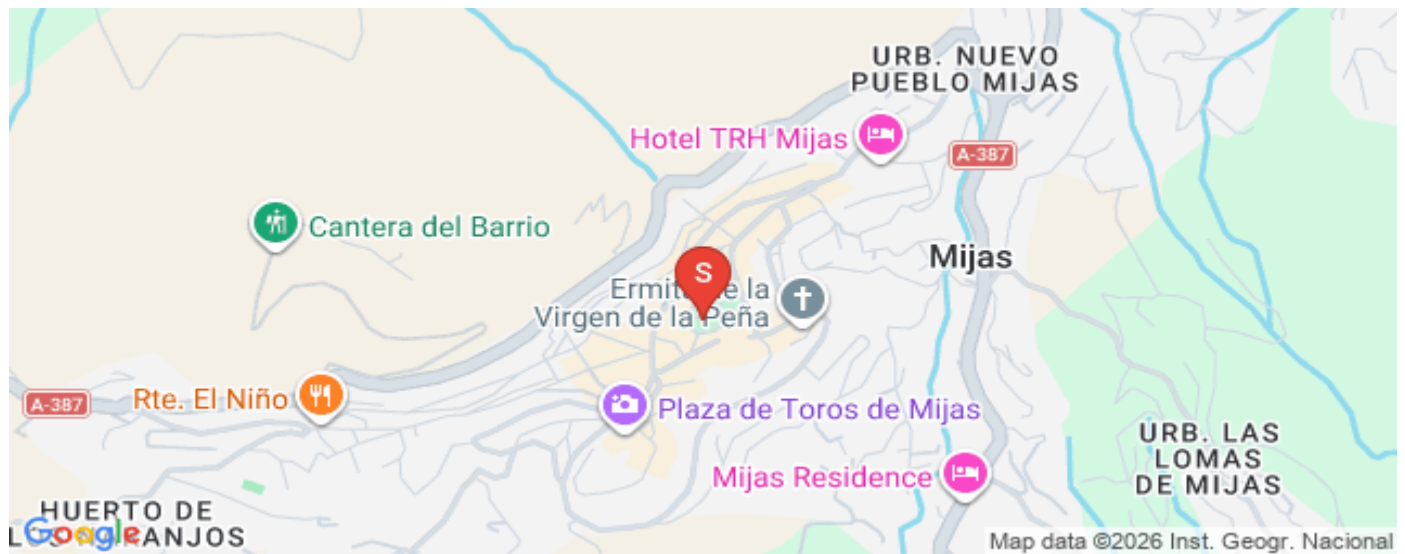 URB. NUEVO
PUEBLO MIJAS
Hotel TRH Mijas
A-387
Cantera del Barrio
Mijas
S
Ermita de la
Virgen de la Peña
A-387
Rte. El Niño
Plaza de Toros de Mijas
URB. LAS
LOMAS
DE MIJAS
Mijas Residence
HUERTO DE
LOS NARANJOS
Google
Map data ©2026 Inst. Geogr. Nacional